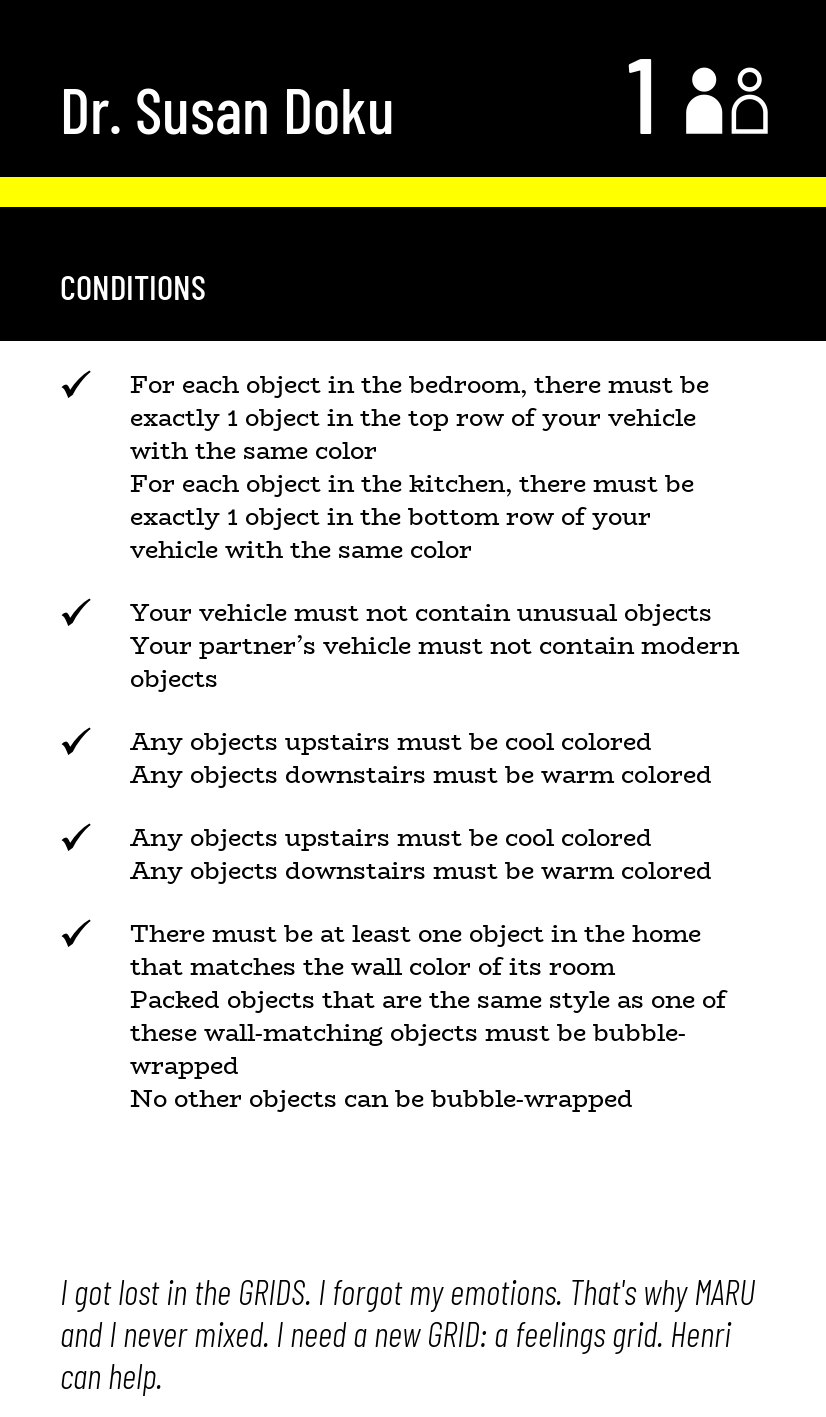 Dr. Susan Doku
1
CONDITIONS
For each object in the bedroom, there must be
exactly 1 object in the top row of your vehicle
with the same color
For each object in the kitchen, there must be
exactly 1 object in the bottom row of your
vehicle with the same color
Your vehicle must not contain unusual objects
Your partner’s vehicle must not contain modern
objects
Any objects upstairs must be cool colored
Any objects downstairs must be warm colored
Any objects upstairs must be cool colored
Any objects downstairs must be warm colored
There must be at least one object in the home
that matches the wall color of its room
Packed objects that are the same style as one of
these wall-matching objects must be bubble-
wrapped
No other objects can be bubble-wrapped
I got lost in the GRIDS. I forgot my emotions. That's why MARU
and I never mixed. I need a new GRID: a feelings grid. Henri
can help.